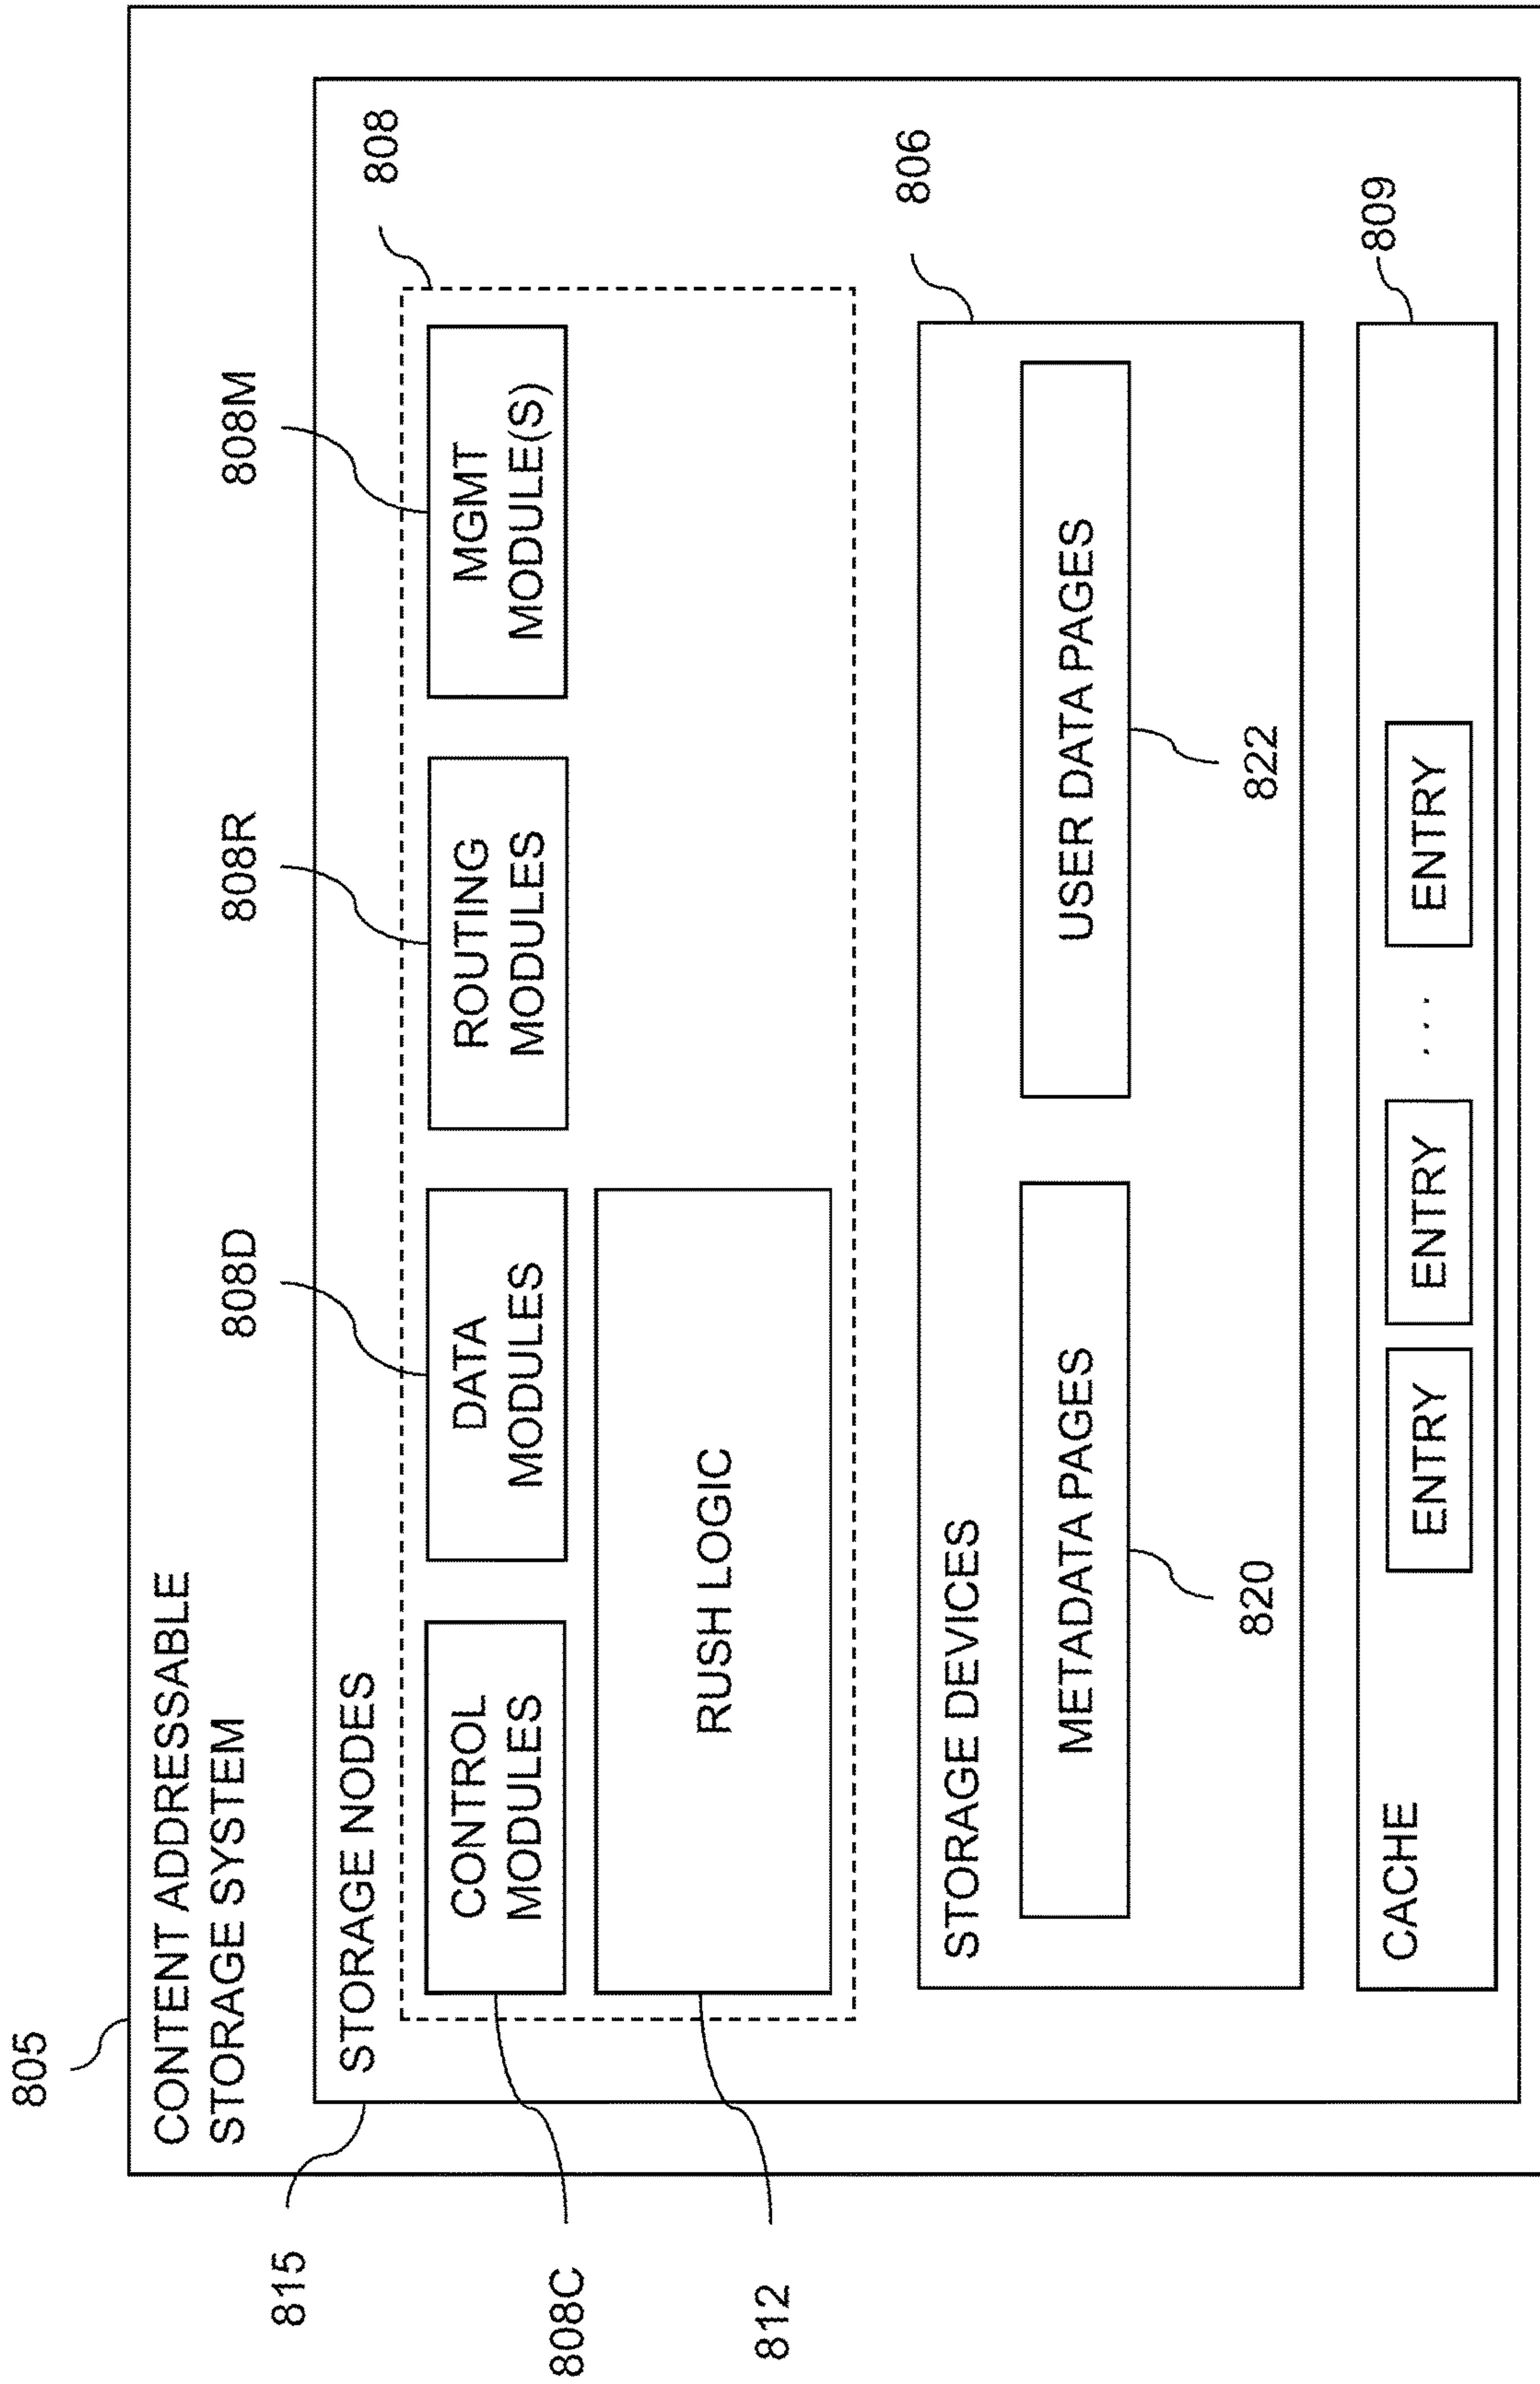 805
CONTENT ADDRESSABLE
STORAGE SYSTEM
808D
808R
808M
815
STORAGE NODES
808
CONTROL
MODULES
DATA
MODULES
ROUTING
MODULES
MGMT
MODULE(S)
808C
RUSH LOGIC
812
806
STORAGE DEVICES
METADATA PAGES
USER DATA PAGES
820
822
809
CACHE
ENTRY
ENTRY
. . .
ENTRY